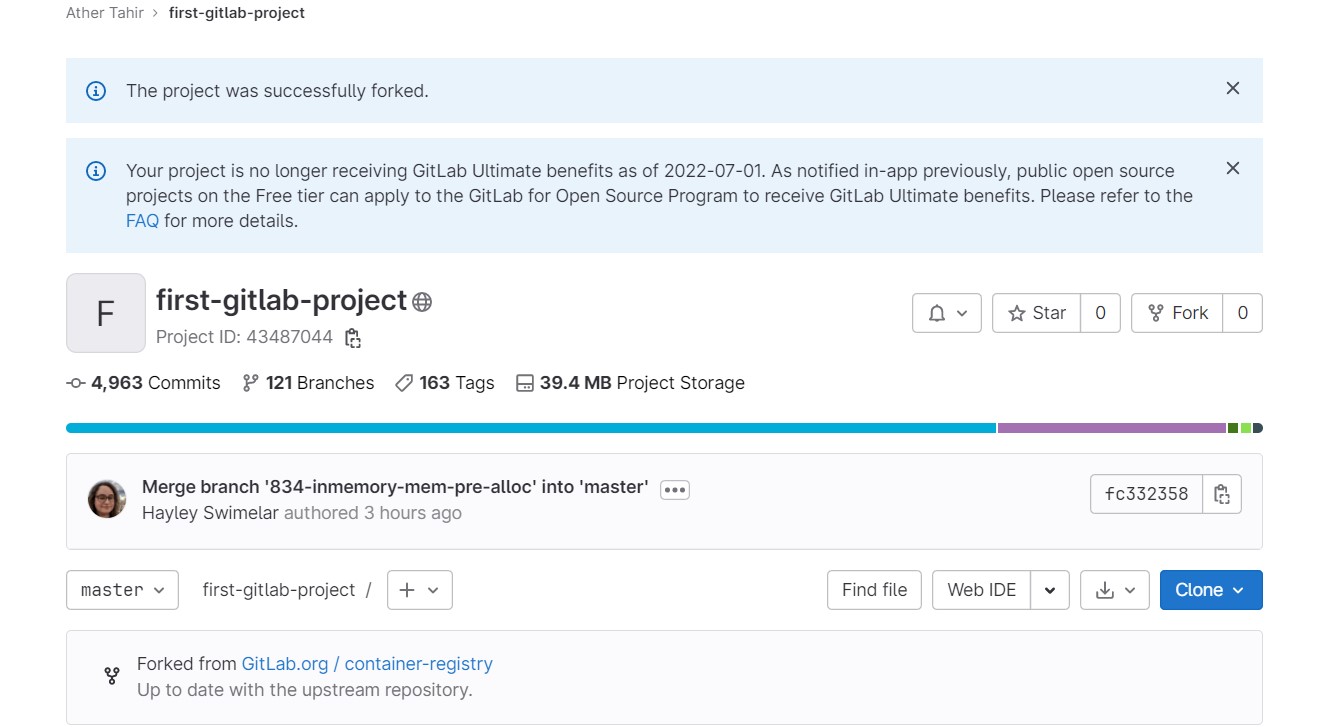 Ather Tahir > first-gitlab-project
The project was successfully forked.
Your project is no longer receiving GitLab Ultimate benefits as of 2022-07-01. As notified in-app previously, public open source
projects on the Free tier can apply to the GitLab for Open Source Program to receive GitLab Ultimate benefits. Please refer to the
FAQ for more details.
F
first-gitlab-project
Project ID: 43487044
Star 0 Fork 0
4,963 Commits 121 Branches 163 Tags 39.4 MB Project Storage
Merge branch '834-inmemory-mem-pre-alloc' into 'master'
Hayley Swimelar authored 3 hours ago
fc332358
master first-gitlab-project / + Find file Web IDE Clone
Forked from GitLab.org / container-registry
Up to date with the upstream repository.